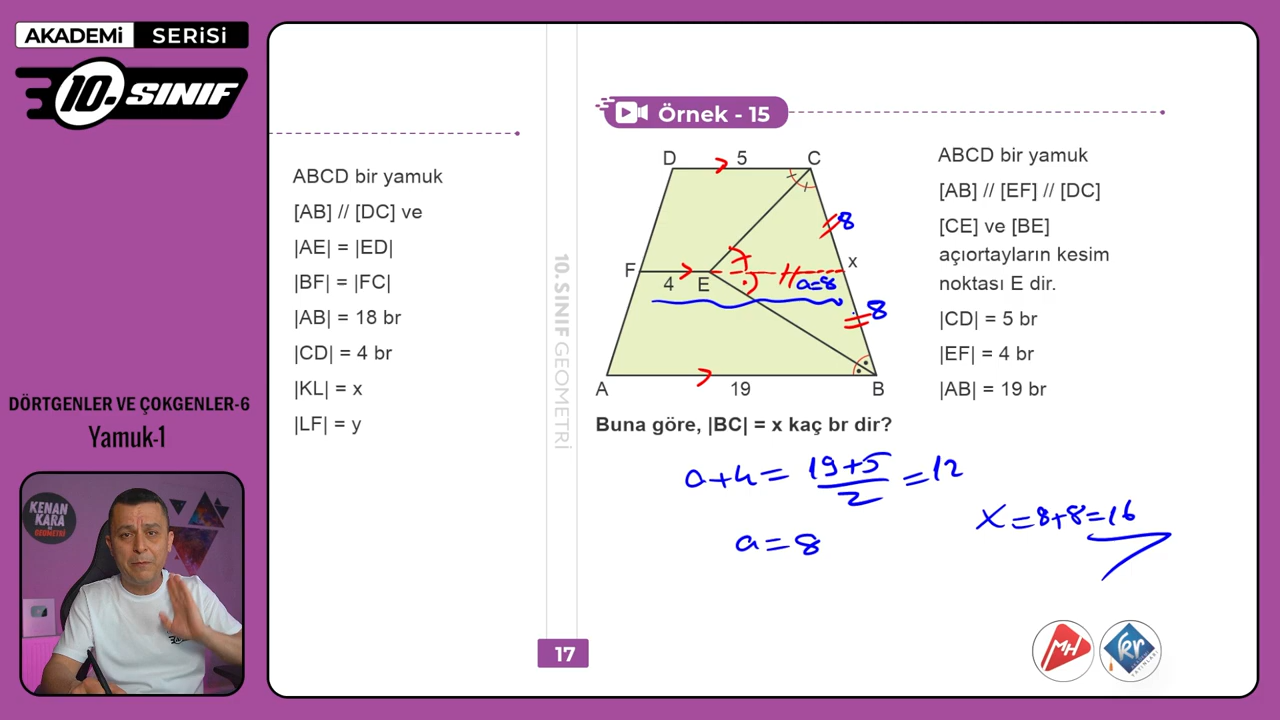 AKADEMİ SERİSİ
10. SINIF
DÖRTGENLER VE ÇOKGENLER-6
Yamuk-1
KENAN
KARA
GEOMETRİ
ABCD bir yamuk
[AB] // [DC] ve
|AE| = |ED|
|BF| = |FC|
|AB| = 18 br
|CD| = 4 br
|KL| = x
|LF| = y
10. SINIF GEOMETRİ
17
Örnek - 15
D 5 C
8
F x
4 E a=8
8
A 19 B
ABCD bir yamuk
[AB] // [EF] // [DC]
[CE] ve [BE]
açıortayların kesim
noktası E dir.
|CD| = 5 br
|EF| = 4 br
|AB| = 19 br
Buna göre, |BC| = x kaç br dir?
a+4 = 19+5/2 = 12
a = 8
x = 8+8 = 16
MH
kr